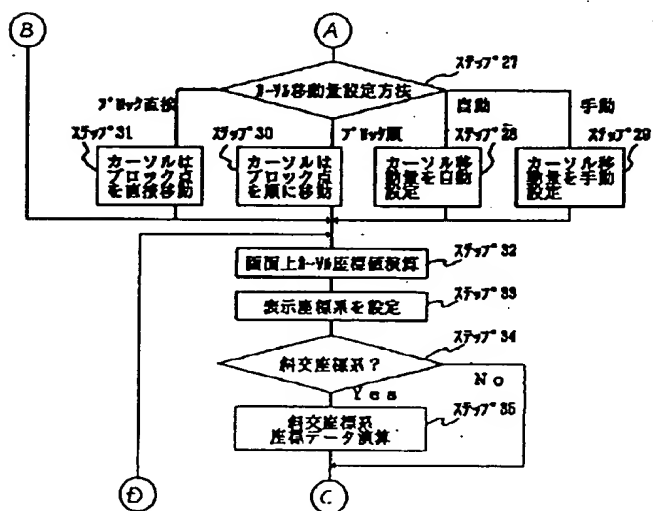 B
A
ステップ27
カーソル移動量設定方法
ブロック直接
ブロック順
自動
手動
ステップ31
ステップ30
ステップ28
ステップ29
カーソルは
ブロック点
を直接移動
カーソルは
ブロック点
を順に移動
カーソル移
動量を自動
設定
カーソル移
動量を手動
設定
ステップ32
画面上カーソル座標値演算
ステップ33
表示座標系を設定
ステップ34
斜交座標系？
No
Yes
ステップ35
斜交座標系
座標データ演算
D
C